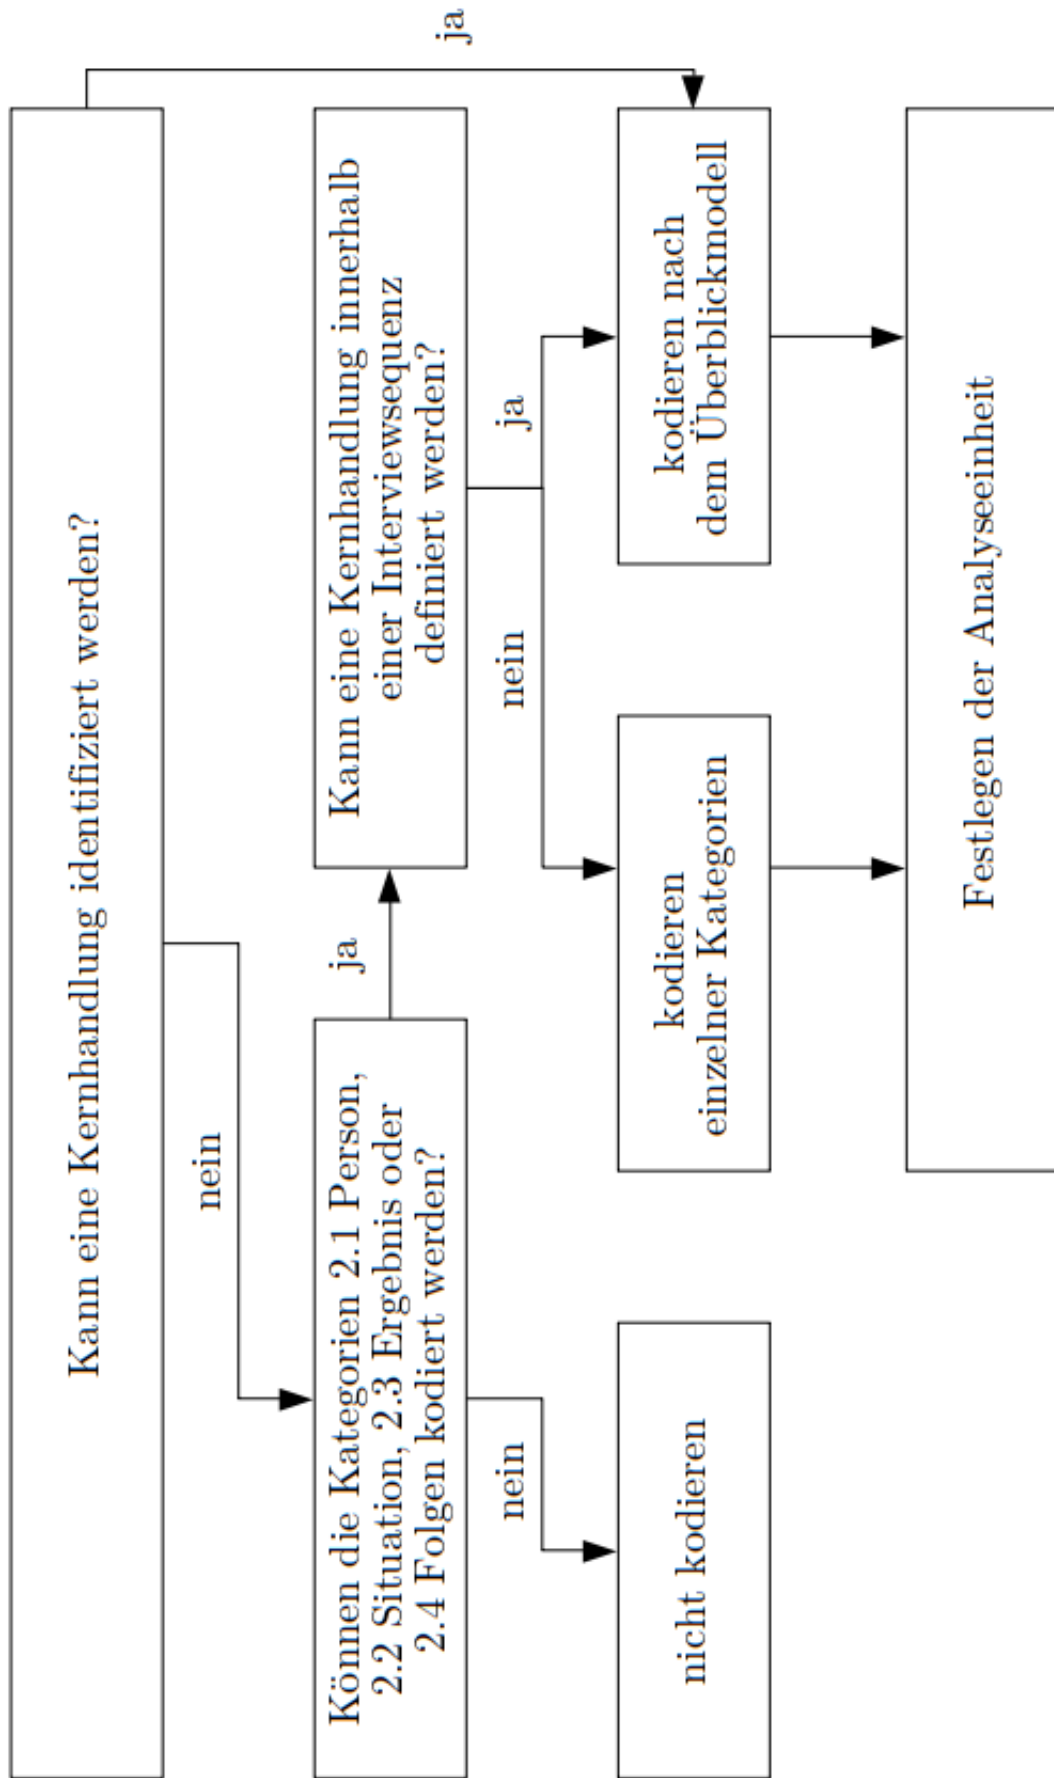 Kann eine Kernhandlung identifiziert werden?
ja
nein
Können die Kategorien 2.1 Person,
2.2 Situation, 2.3 Ergebnis oder
2.4 Folgen kodiert werden?
ja
Kann eine Kernhandlung innerhalb
einer Interviewsequenz
definiert werden?
nein
nein
ja
nicht kodieren
kodieren
einzelner Kategorien
kodieren nach
dem Überblickmodell
Festlegen der Analyseeinheit